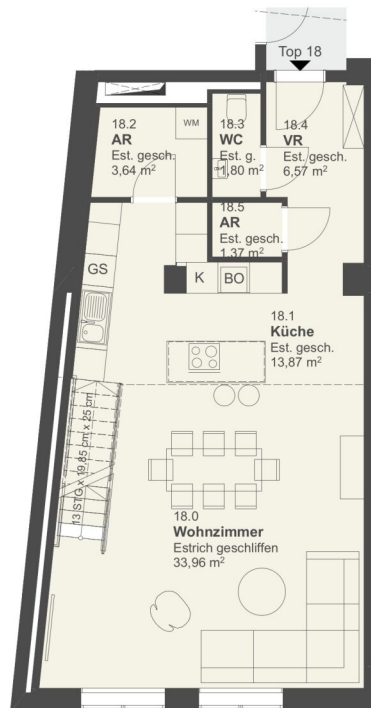 Top 18
18.2
AR
Est. gesch.
3,64 m²
WM
18.3
WC
Est. g.
1,80 m²
18.4
VR
Est. gesch.
6,57 m²
18.5
AR
Est. gesch.
1,37 m²
GS
K
BO
18.1
Küche
Est. gesch.
13,87 m²
13 STG x 19,85 cm x 25 cm
18.0
Wohnzimmer
Estrich geschliffen
33,96 m²